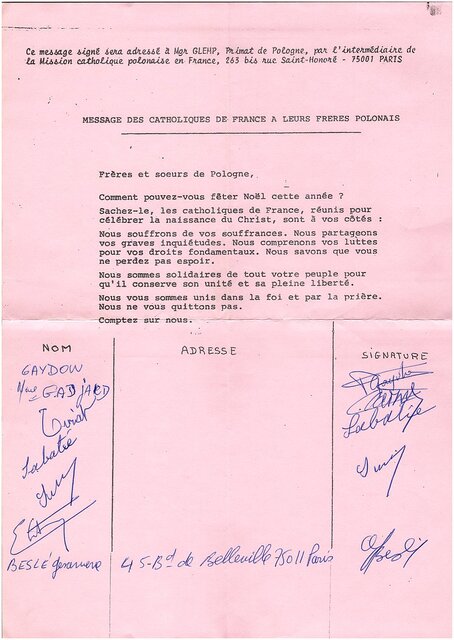 Ce message signé sera adressé à Mgr GLEMP, Primat de Pologne, par l'intermédiaire de
la Mission catholique polonaise en France, 263 bis rue Saint-Honoré - 75001 PARIS
MESSAGE DES CATHOLIQUES DE FRANCE A LEURS FRERES POLONAIS
Frères et soeurs de Pologne,
Comment pouvez-vous fêter Noël cette année ?
Sachez-le, les catholiques de France, réunis pour
célébrer la naissance du Christ, sont à vos côtés :
Nous souffrons de vos souffrances. Nous partageons
vos graves inquiétudes. Nous comprenons vos luttes
pour vos droits fondamentaux. Nous savons que vous
ne perdez pas espoir.
Nous sommes solidaires de tout votre peuple pour
qu'il conserve son unité et sa pleine liberté.
Nous vous sommes unis dans la foi et par la prière.
Ne nous quittons pas.
Comptez sur nous.
NOM ADRESSE SIGNATURE
GAYDOW
Mme
Sabatié Sabatié
BESLÉ 45-Bd de Belleville 75011 Paris